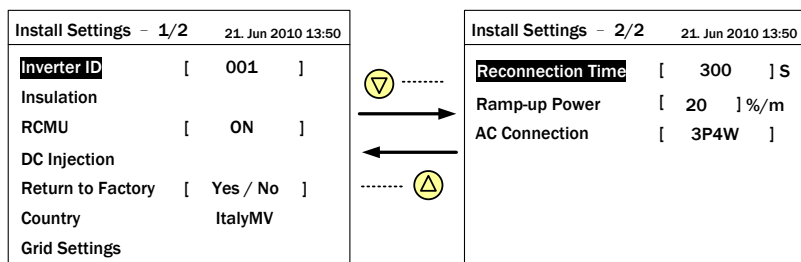 Install Settings – 1/2 21. Jun 2010 13:50
Inverter ID [ 001 ]
Insulation
RCMU [ ON ]
DC Injection
Return to Factory [ Yes / No ]
Country ItalyMV
Grid Settings
Install Settings – 2/2 21. Jun 2010 13:50
Reconnection Time [ 300 ] S
Ramp-up Power [ 20 ] %/m
AC Connection [ 3P4W ]